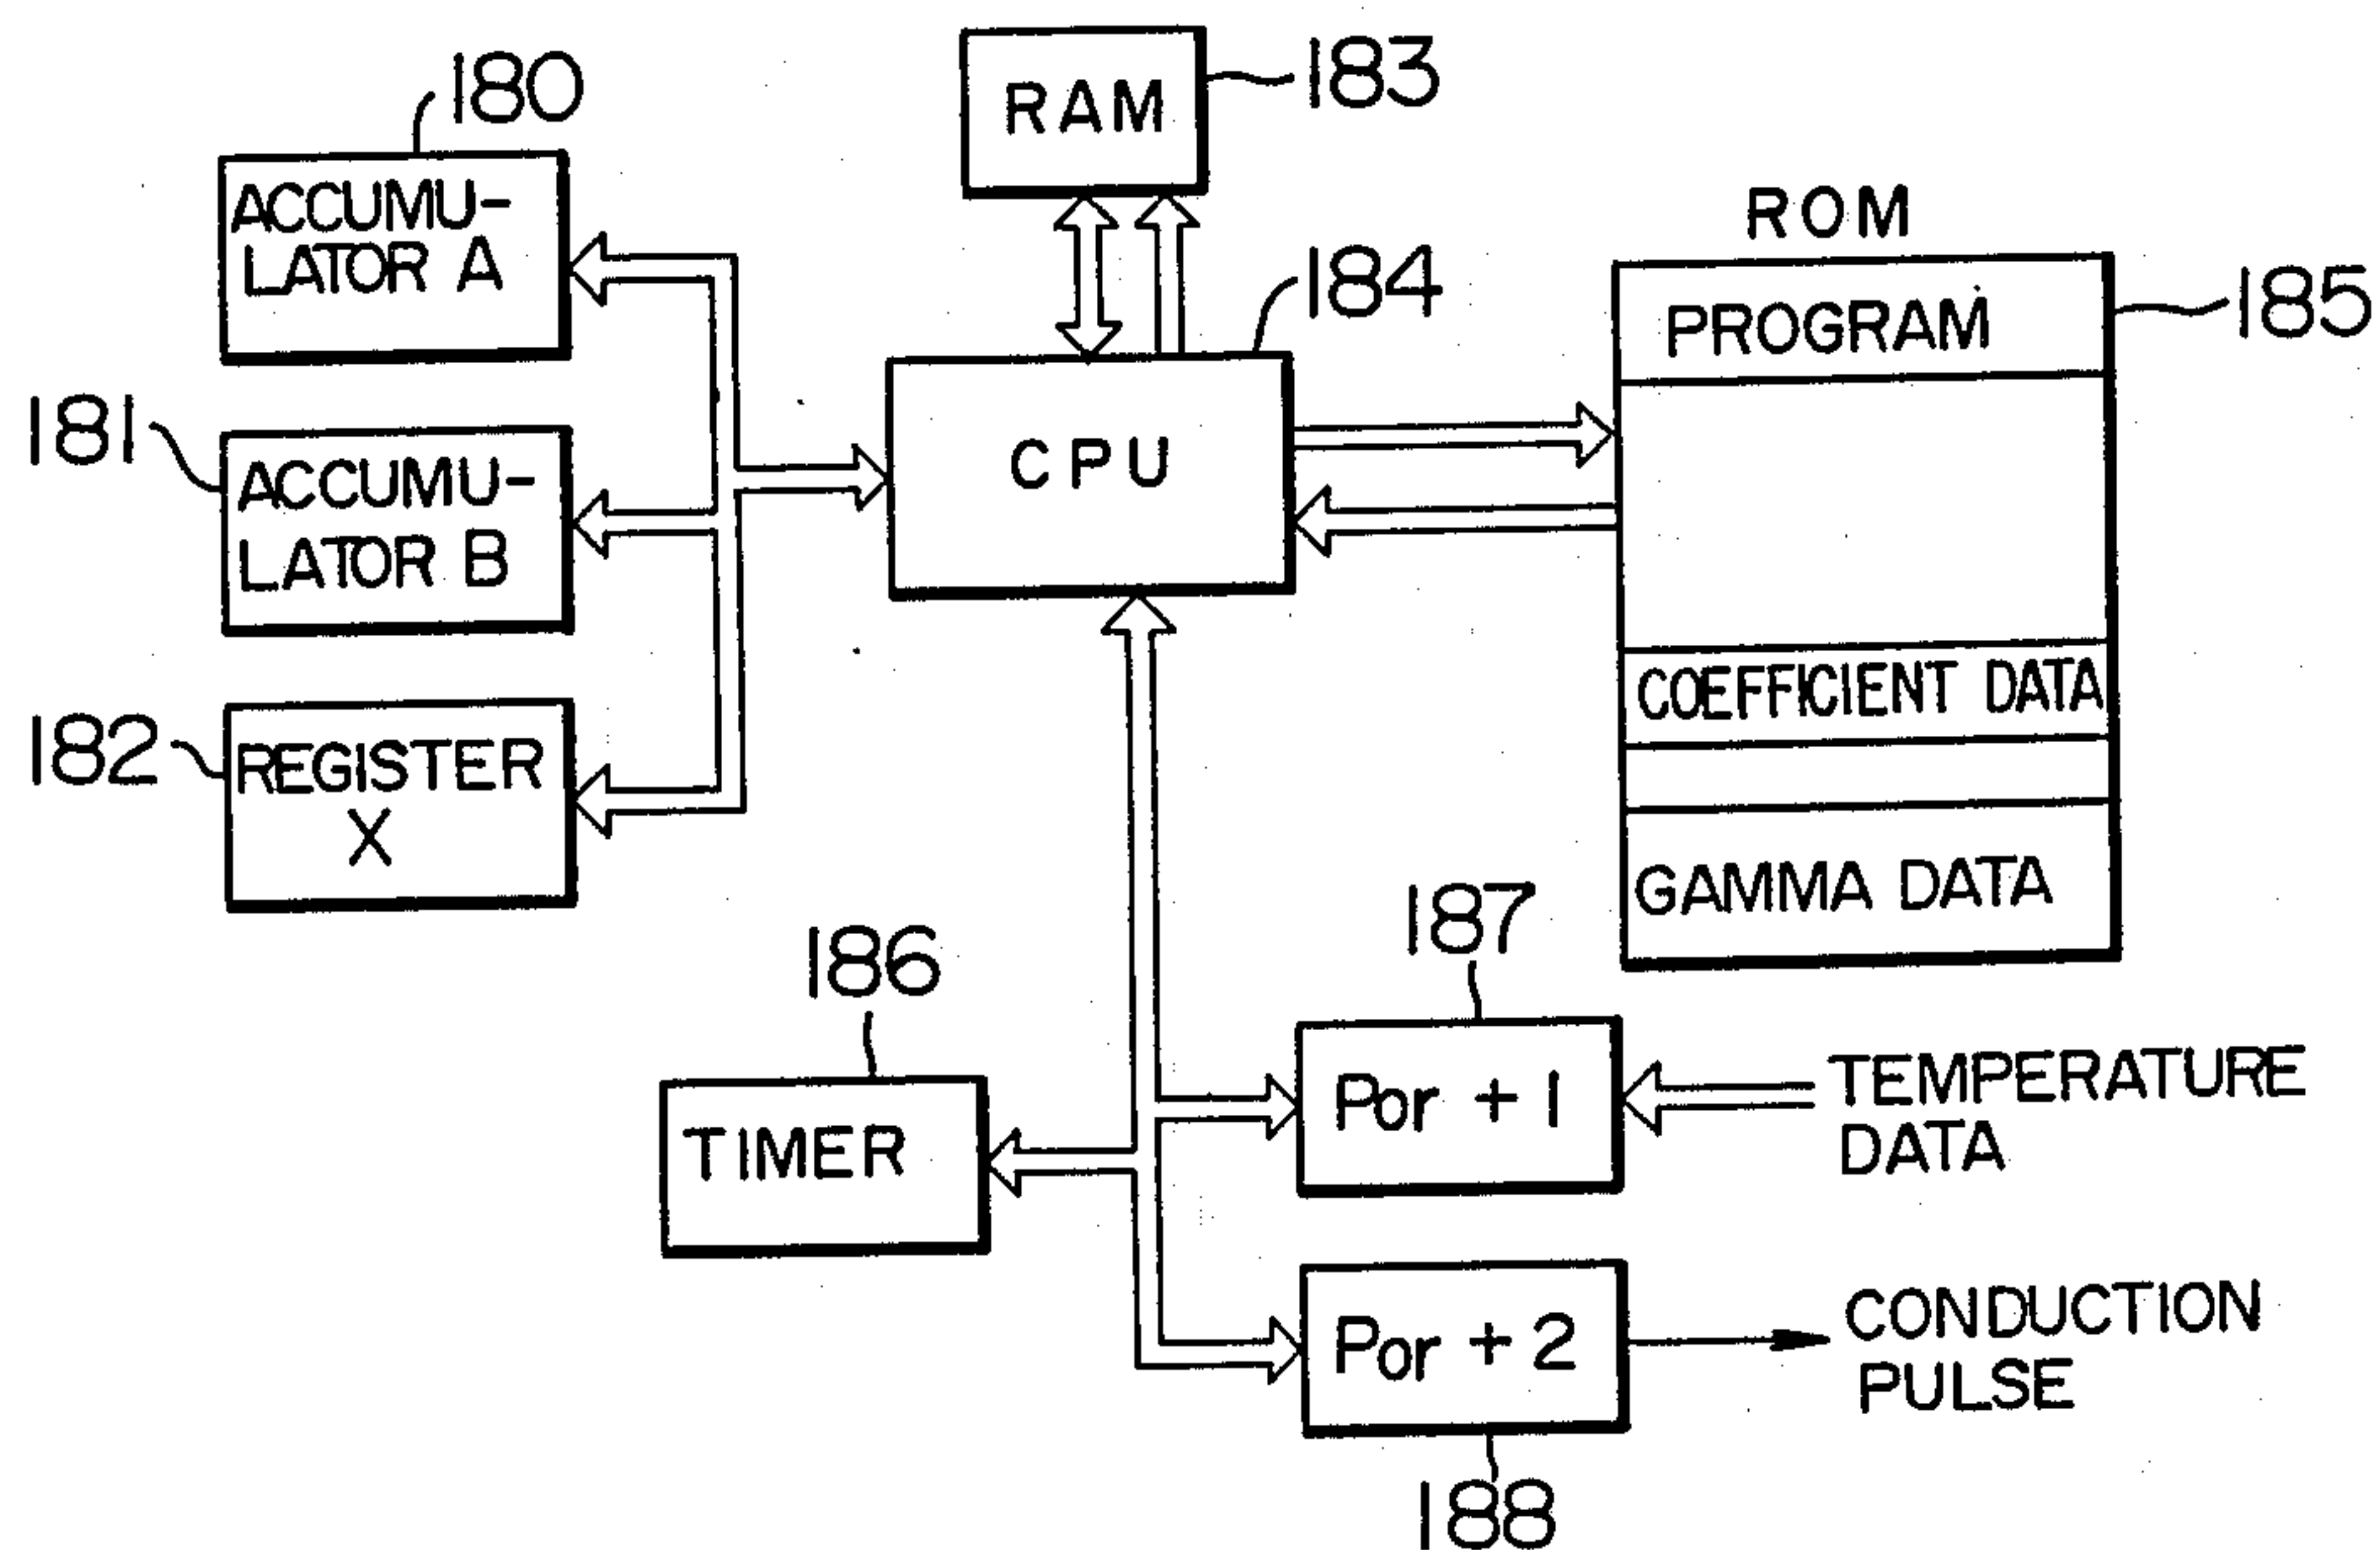 180
ACCUMU-
LATOR A
181
ACCUMU-
LATOR B
182
REGISTER
X
RAM
183
184
CPU
ROM
PROGRAM
185
COEFFICIENT DATA
GAMMA DATA
186
TIMER
187
Por + 1
TEMPERATURE
DATA
Por + 2
CONDUCTION
PULSE
188